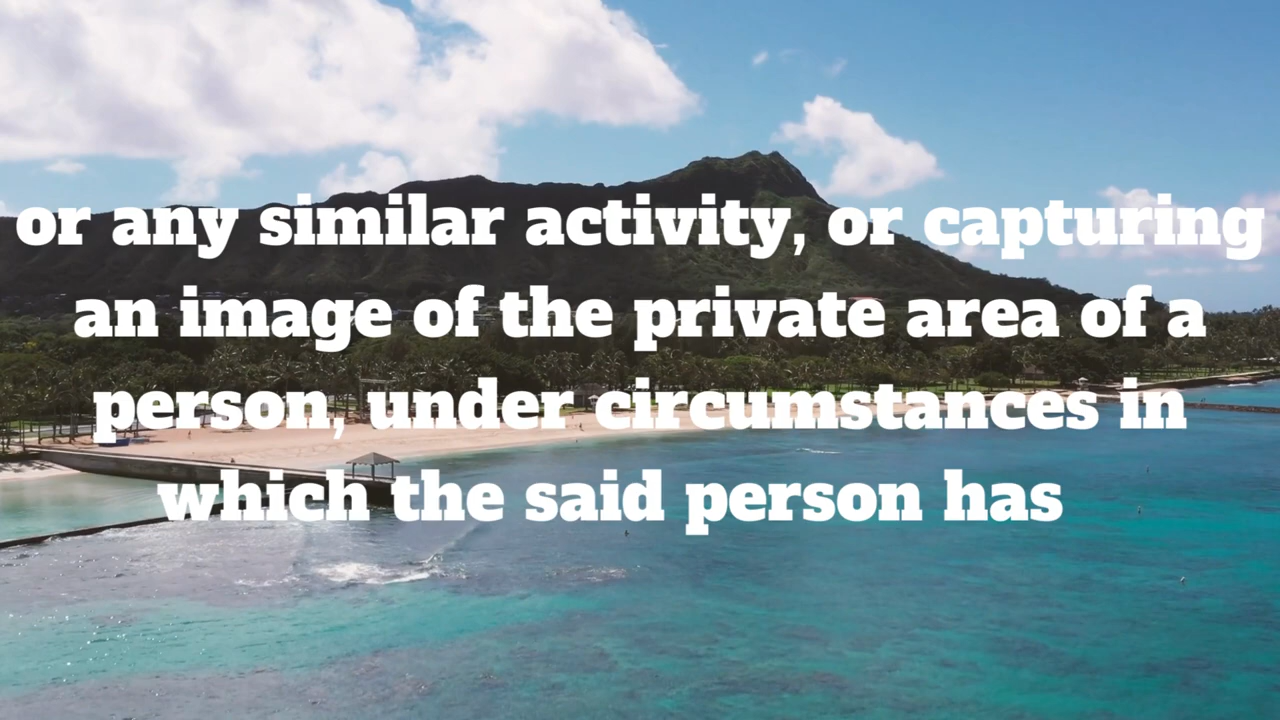 or any similar activity, or capturing
an image of the private area of a
person, under circumstances in
which the said person has